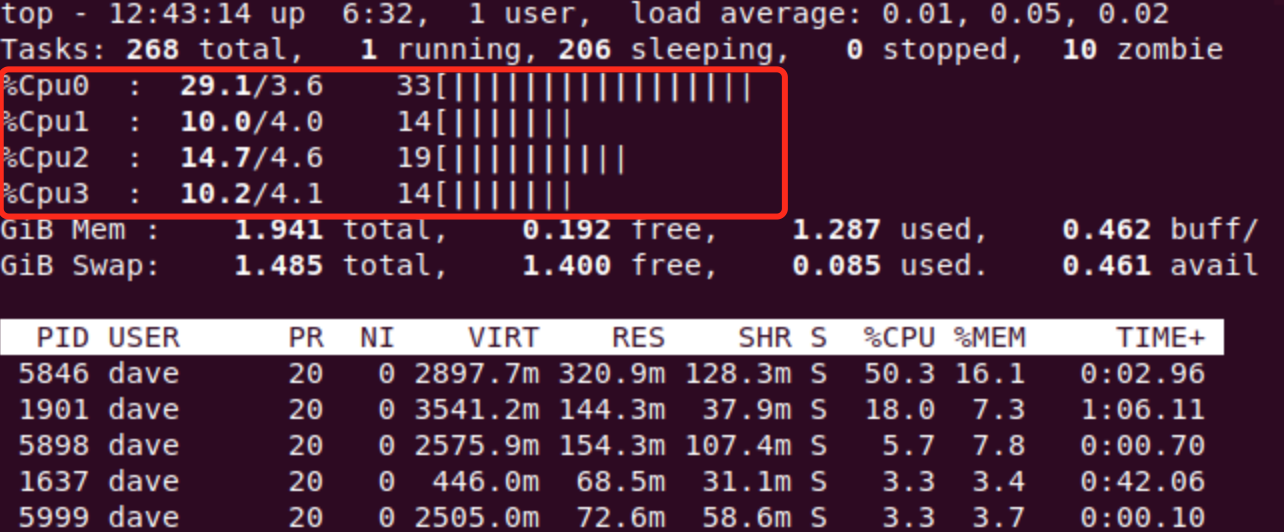 top - 12:43:14 up  6:32,  1 user,  load average: 0.01, 0.05, 0.02
Tasks: 268 total,   1 running, 206 sleeping,   0 stopped,  10 zombie
%Cpu0  :  29.1/3.6    33[|||||||||||||||||
%Cpu1  :  10.0/4.0    14[|||||||
%Cpu2  :  14.7/4.6    19[||||||||||
%Cpu3  :  10.2/4.1    14[|||||||
GiB Mem :    1.941 total,    0.192 free,    1.287 used,    0.462 buff/
GiB Swap:    1.485 total,    1.400 free,    0.085 used.    0.461 avail
PID USER      PR  NI    VIRT    RES    SHR S  %CPU %MEM     TIME+
5846 dave      20   0 2897.7m 320.9m 128.3m S  50.3 16.1   0:02.96
1901 dave      20   0 3541.2m 144.3m  37.9m S  18.0  7.3   1:06.11
5898 dave      20   0 2575.9m 154.3m 107.4m S   5.7  7.8   0:00.70
1637 dave      20   0  446.0m  68.5m  31.1m S   3.3  3.4   0:42.06
5999 dave      20   0 2505.0m  72.6m  58.6m S   3.3  3.7   0:00.10